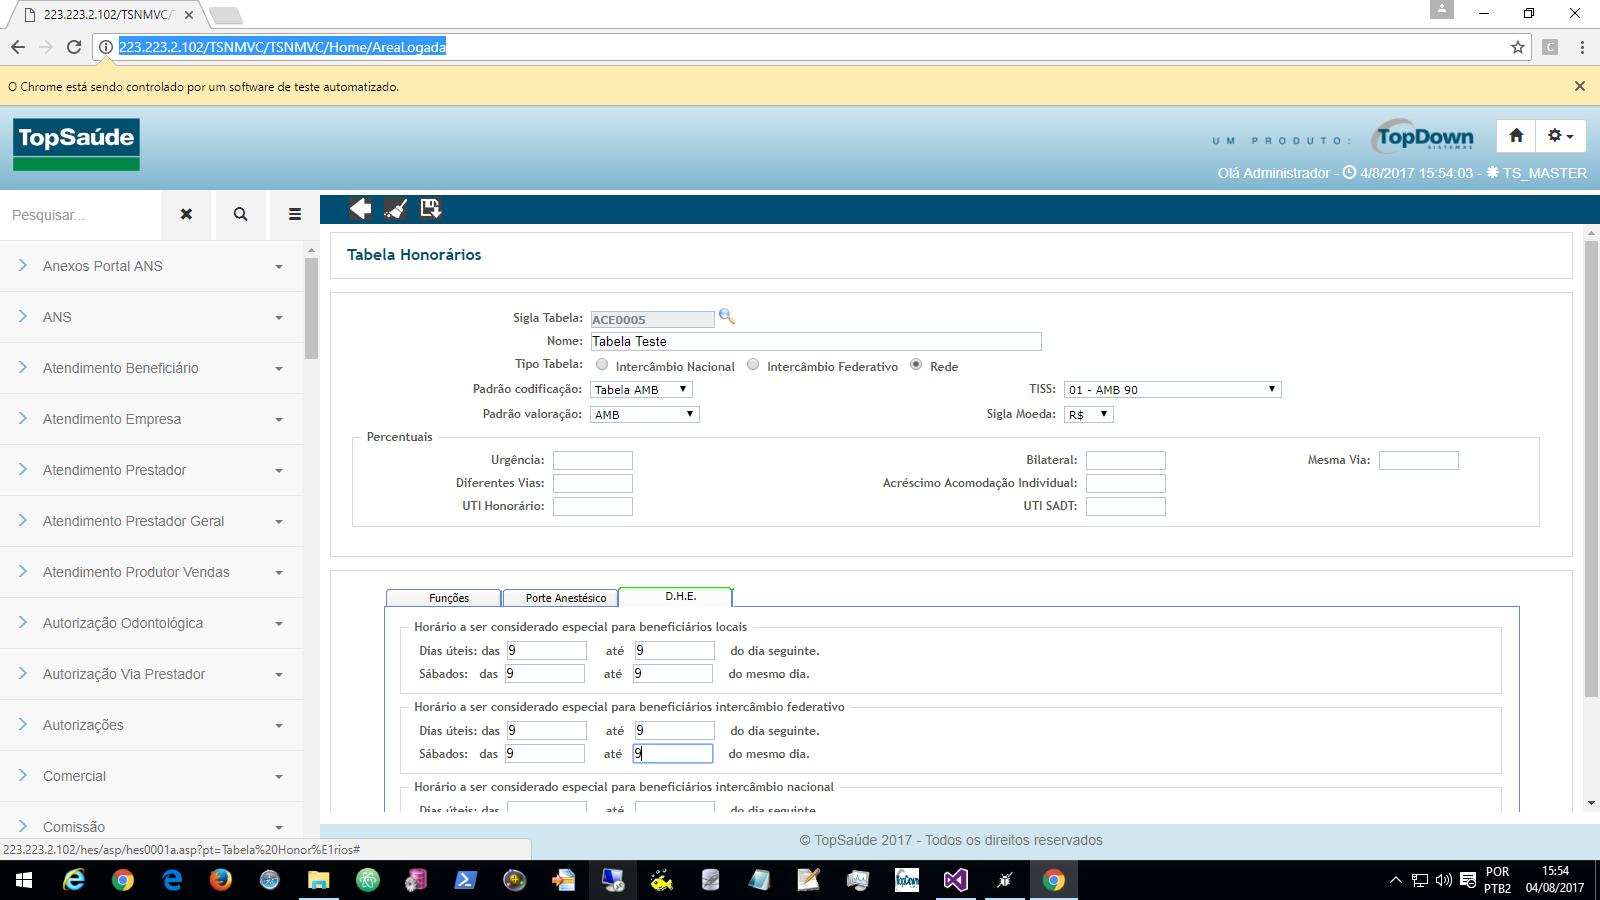 223.223.2.102/TSNMVC/T
223.223.2.102/TSNMVC/TSNMVC/Home/AreaLogada
C
O Chrome está sendo controlado por um software de teste automatizado.
TopSaúde
UM PRODUTO:
TopDown
SISTEMAS
Olá Administrador - 4/8/2017 15:54:03 - TS_MASTER
Pesquisar...
Tabela Honorários
Anexos Portal ANS
ANS
Atendimento Beneficiário
Atendimento Empresa
Atendimento Prestador
Atendimento Prestador Geral
Atendimento Produtor Vendas
Autorização Odontológica
Autorização Via Prestador
Autorizações
Comercial
Comissão
Sigla Tabela: ACE0005
Nome: Tabela Teste
Tipo Tabela: Intercâmbio Nacional Intercâmbio Federativo Rede
Padrão codificação: Tabela AMB TISS: 01 - AMB 90
Padrão valoração: AMB Sigla Moeda: R$
Percentuais
Urgência: Bilateral: Mesma Via:
Diferentes Vias: Acréscimo Acomodação Individual:
UTI Honorário: UTI SADT:
Funções Porte Anestésico D.H.E.
Horário a ser considerado especial para beneficiários locais
Dias úteis: das 9 até 9 do dia seguinte.
Sábados: das 9 até 9 do mesmo dia.
Horário a ser considerado especial para beneficiários intercâmbio federativo
Dias úteis: das 9 até 9 do dia seguinte.
Sábados: das 9 até 9 do mesmo dia.
Horário a ser considerado especial para beneficiários intercâmbio nacional
Dias úteis: das até do dia seguinte.
© TopSaúde 2017 - Todos os direitos reservados
223.223.2.102/hes/asp/hes0001a.asp?pt=Tabela%20Honor%E1rios#
TopDown
POR
PTB2
15:54
04/08/2017